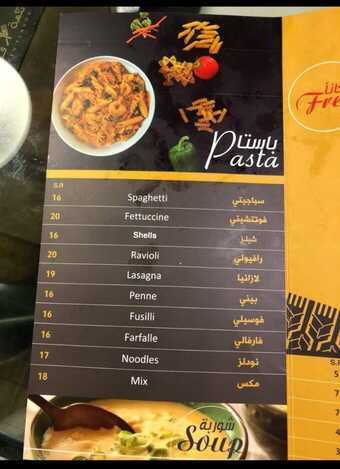 باستا
Pasta
S.R
16 Spaghetti سباجيتي
20 Fettuccine فوتتشيني
16 Shells شيلز
20 Ravioli رافيولي
19 Lasagna لازانيا
16 Penne بيني
16 Fusilli فوسيلي
16 Farfalle فارفالي
17 Noodles نودلز
18 Mix مكس
شوربة
Soup